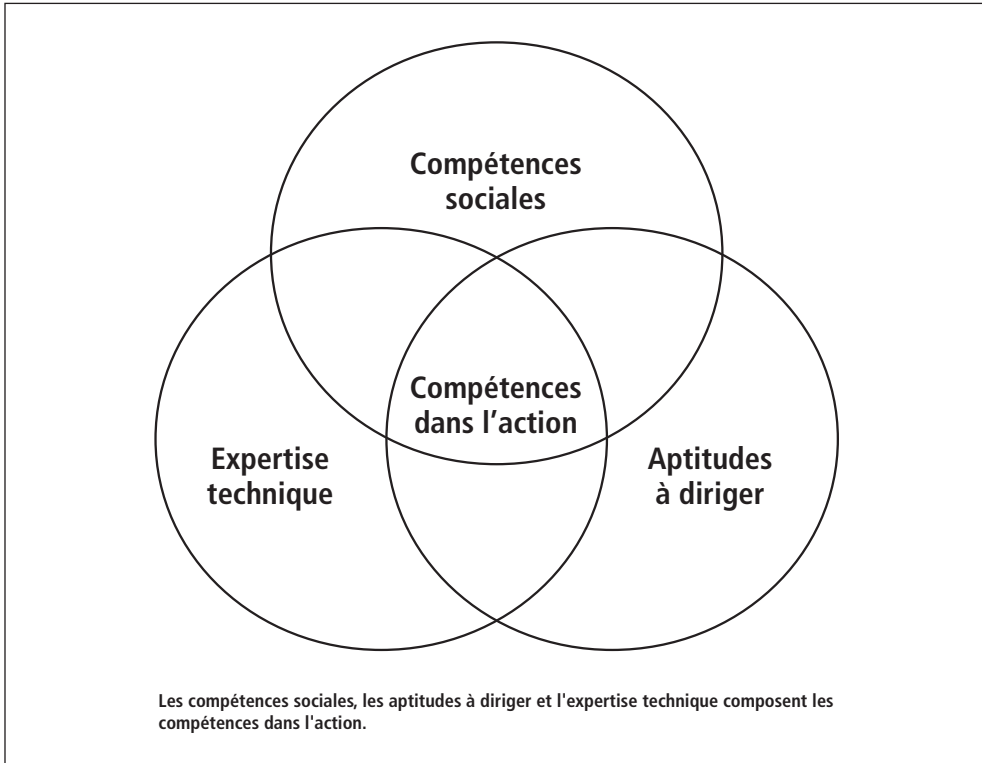 Compétences
sociales
Compétences
dans l’action
Expertise
technique
Aptitudes
à diriger
Les compétences sociales, les aptitudes à diriger et l'expertise technique composent les
compétences dans l'action.